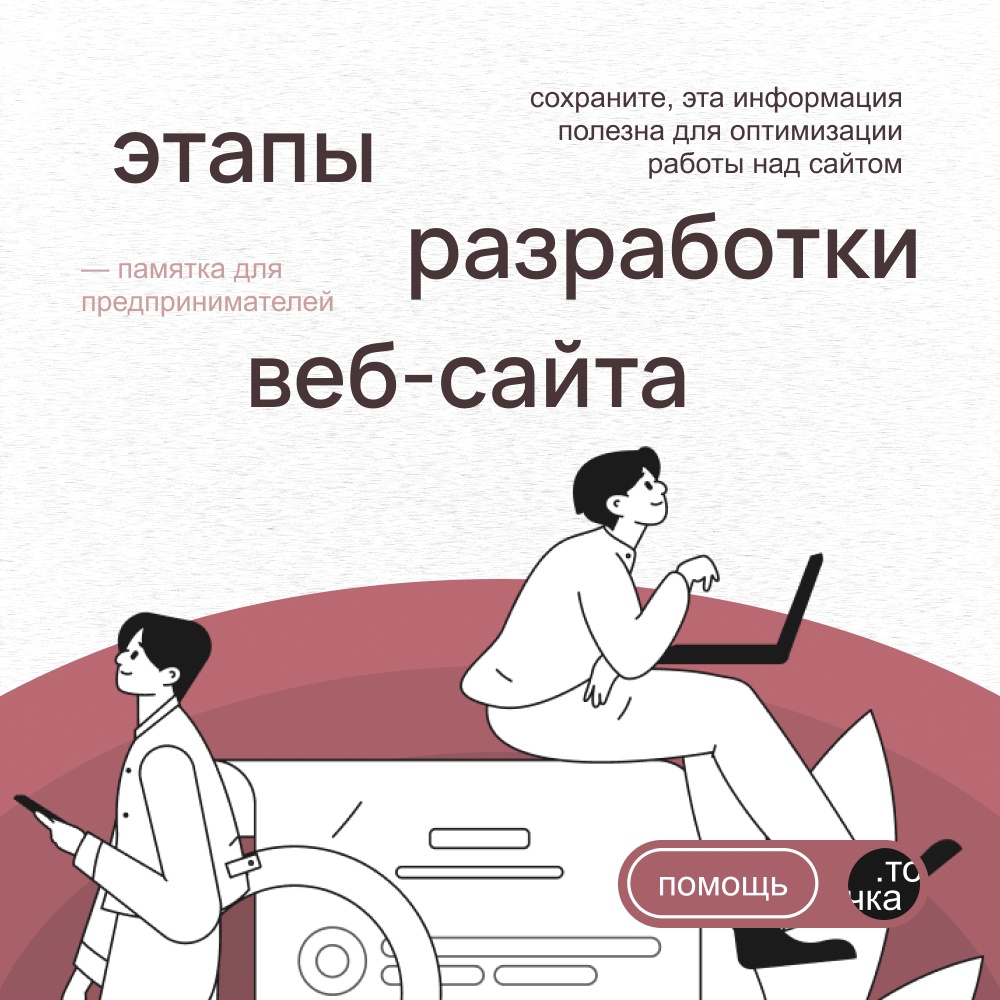 сохраните, эта информация
полезна для оптимизации
работы над сайтом
этапы
разработки
— памятка для
предпринимателей
веб-сайта
помощь
.то
чка